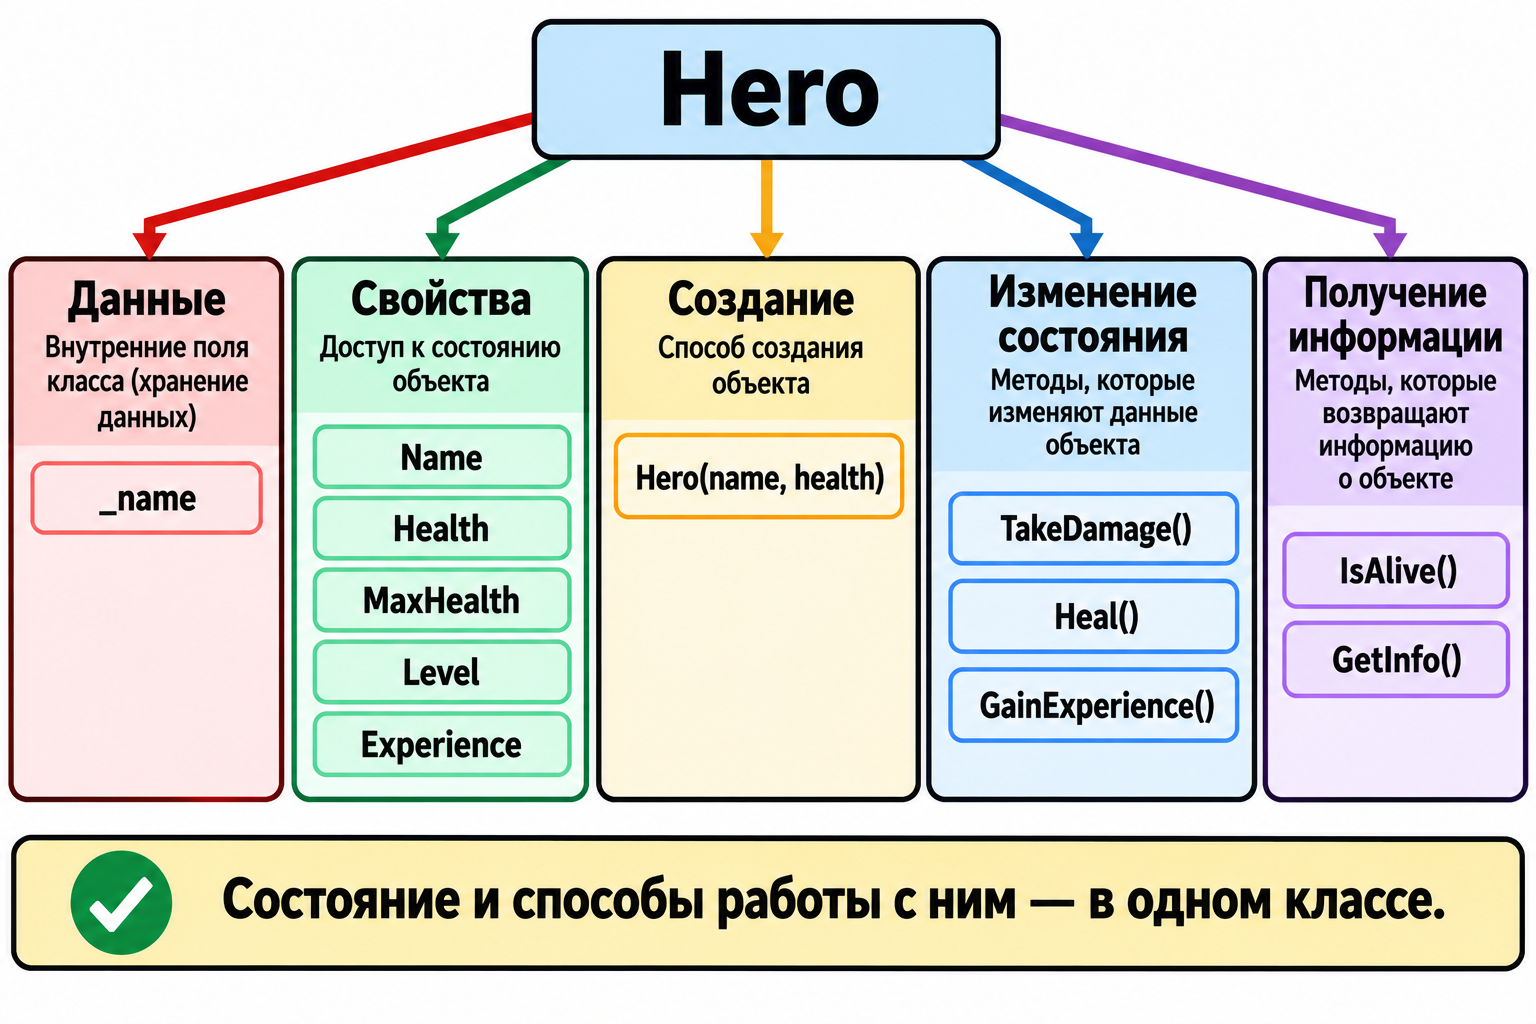 Hero
Данные
Внутренние поля
класса (хранение
данных)
_name
Свойства
Доступ к состоянию
объекта
Name
Health
MaxHealth
Level
Experience
Создание
Способ создания
объекта
Hero(name, health)
Изменение
состояния
Методы, которые
изменяют данные
объекта
TakeDamage()
Heal()
GainExperience()
Получение
информации
Методы, которые
возвращают
информацию
о объекте
IsAlive()
GetInfo()
Состояние и способы работы с ним — в одном классе.